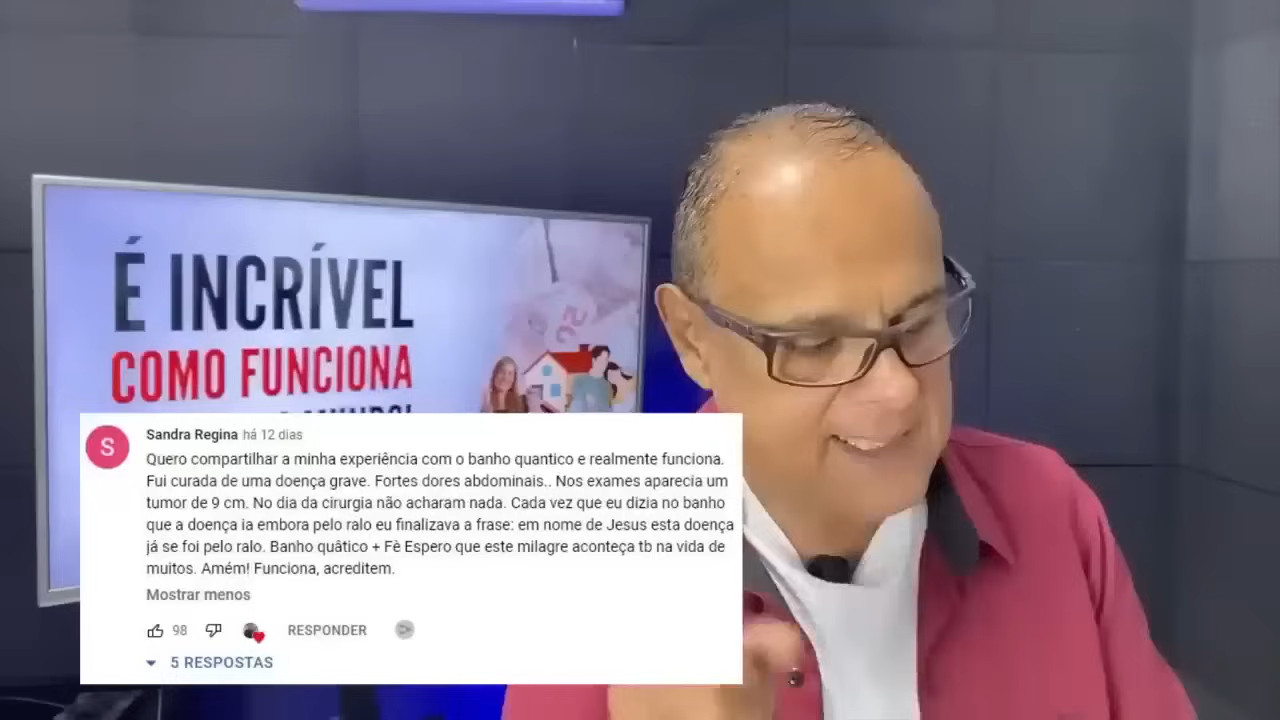 É INCRÍVEL
COMO FUNCIONA
Sandra Regina há 12 dias
Quero compartilhar a minha experiência com o banho quantico e realmente funciona.
Fui curada de uma doença grave. Fortes dores abdominais.. Nos exames aparecia um
tumor de 9 cm. No dia da cirurgia não acharam nada. Cada vez que eu dizia no banho
que a doença ia embora pelo ralo eu finalizava a frase: em nome de Jesus esta doença
já se foi pelo ralo. Banho quâtico + Fè Espero que este milagre aconteça tb na vida de
muitos. Amém! Funciona, acreditem.
Mostrar menos
98
RESPONDER
5 RESPOSTAS
S